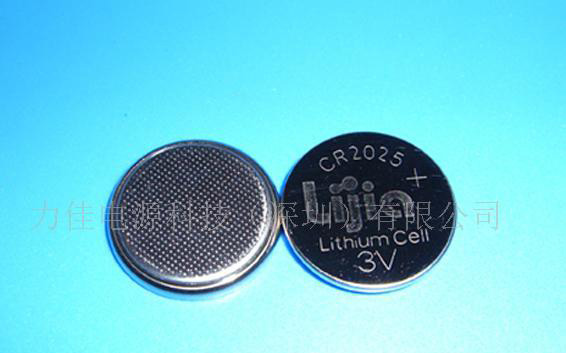 CR2025
+
Lijia
Lithium Cell
3V
力佳电源科技(深圳)有限公司